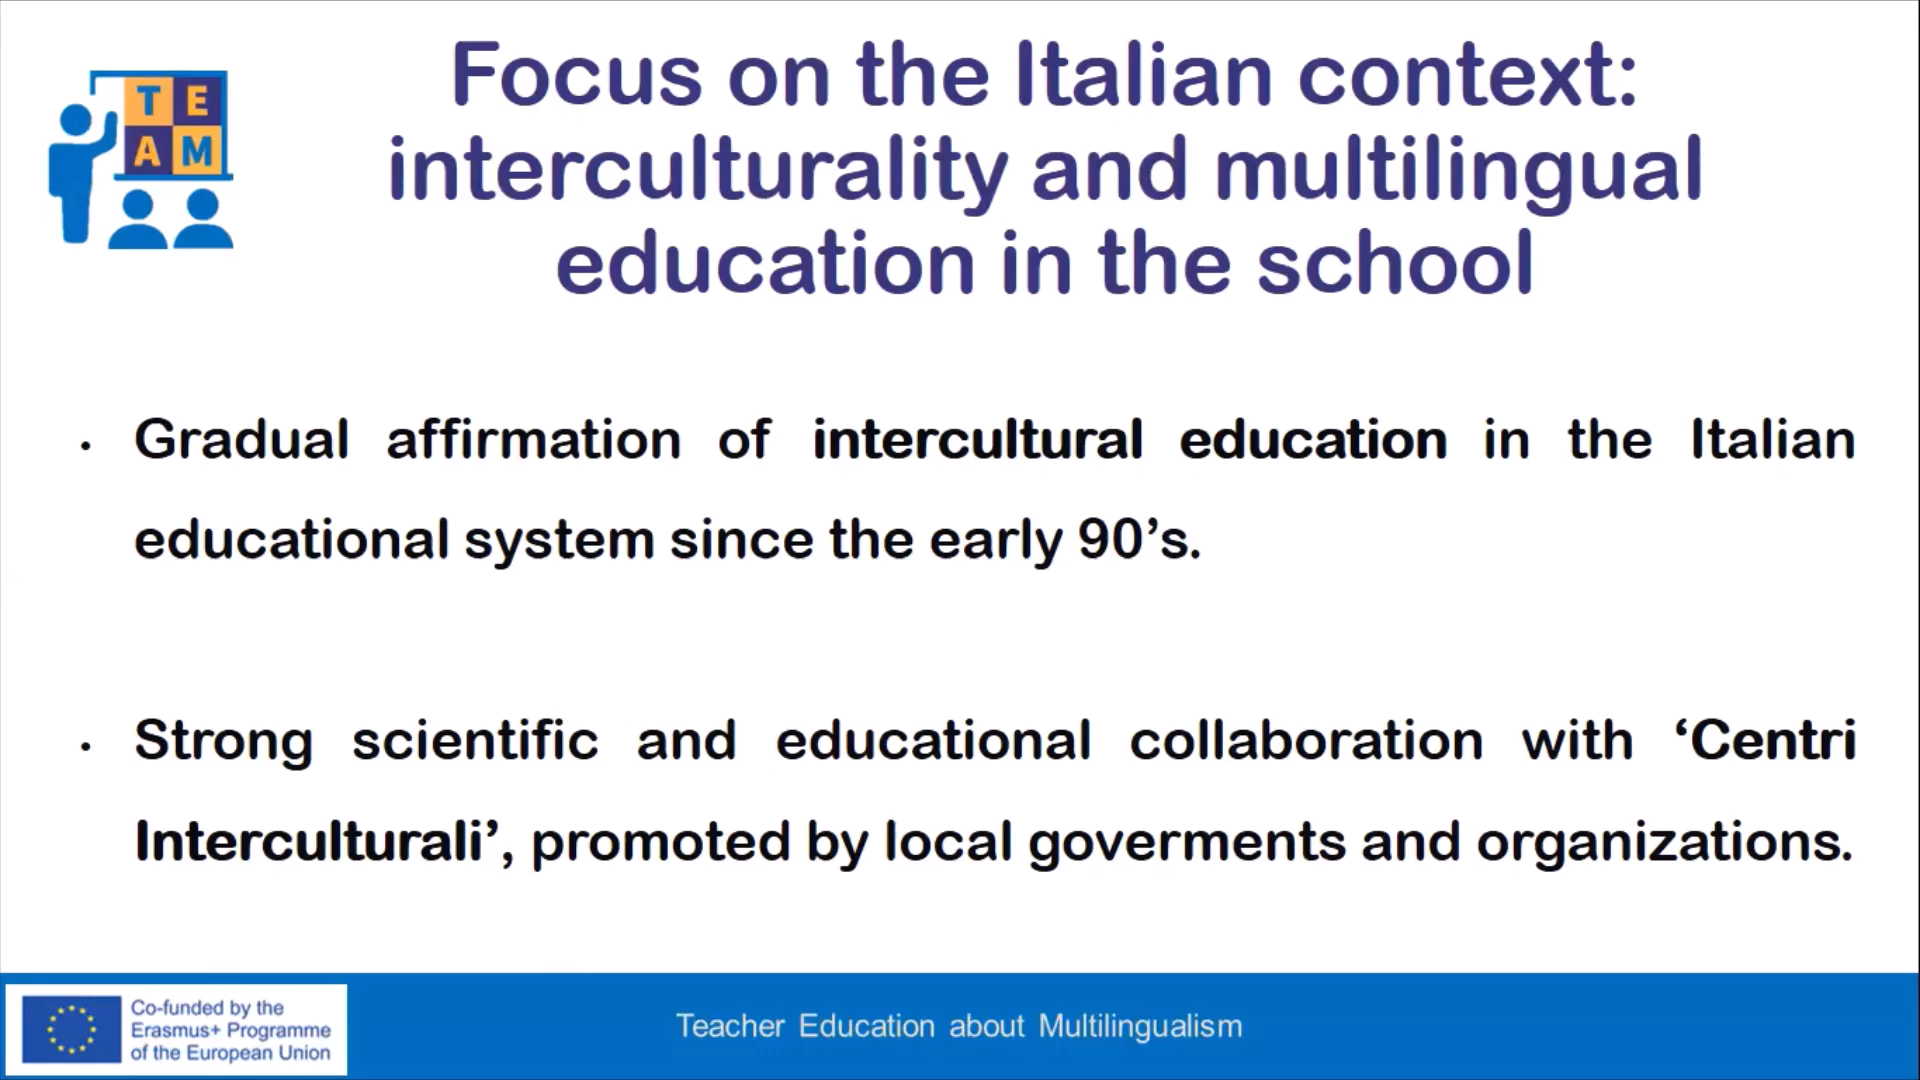 T E
A M
Focus on the Italian context:
interculturality and multilingual
education in the school
• Gradual affirmation of intercultural education in the Italian
educational system since the early 90’s.
• Strong scientific and educational collaboration with ‘Centri
Interculturali’, promoted by local goverments and organizations.
Co-funded by the
Erasmus+ Programme
of the European Union
Teacher Education about Multilingualism